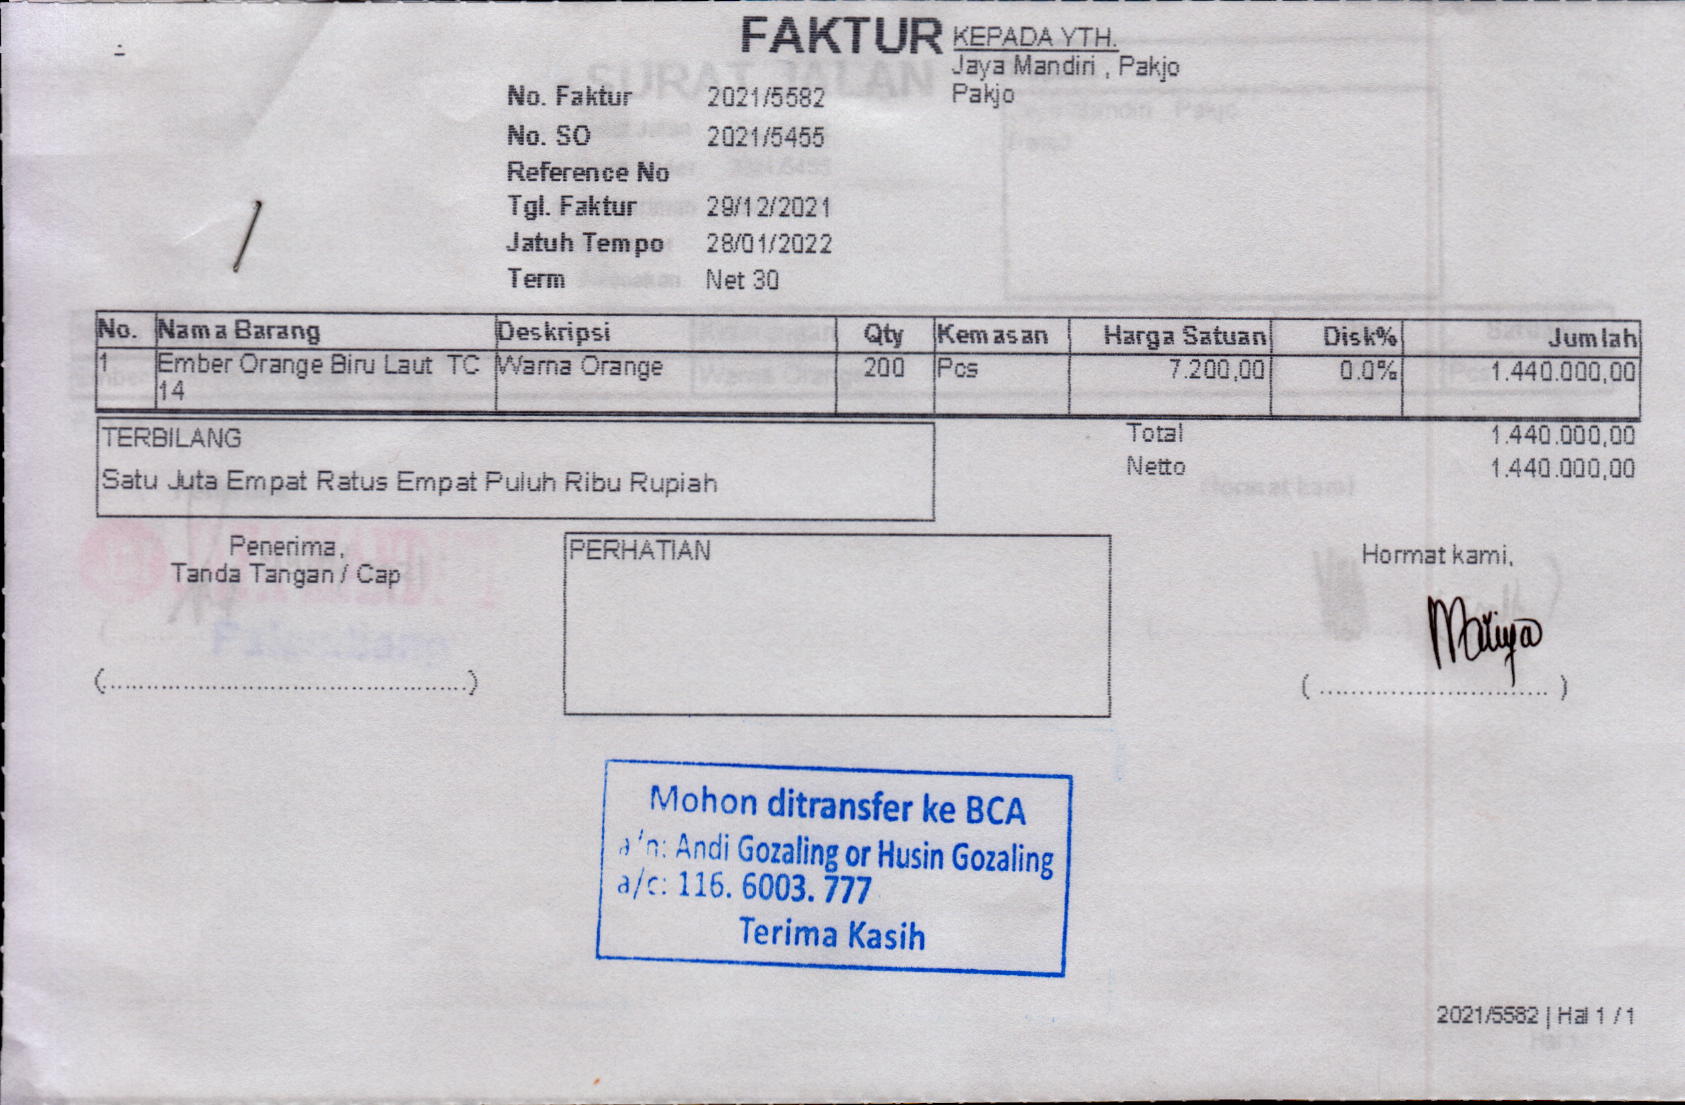 FAKTUR
KEPADA YTH.
Jaya Mandiri , Pakjo
Pakjo
No. Faktur 2021/5582
No. SO 2021/5455
Reference No
Tgl. Faktur 29/12/2021
Jatuh Tempo 28/01/2022
Term Net 30
No. Nama Barang Deskripsi Qty Kemasan Harga Satuan Disk% Jumlah
1 Ember Orange Biru Laut TC 14 Warna Orange 200 Pcs 7.200,00 0.0% 1.440.000,00
TERBILANG
Satu Juta Empat Ratus Empat Puluh Ribu Rupiah
Total 1.440.000,00
Netto 1.440.000,00
Penerima,
Tanda Tangan / Cap
PERHATIAN
Hormat kami,
(..............................................)
( ............................ )
Mohon ditransfer ke BCA
a/n: Andi Gozaling or Husin Gozaling
a/c: 116. 6003. 777
Terima Kasih
2021/5582 | Hal 1 / 1